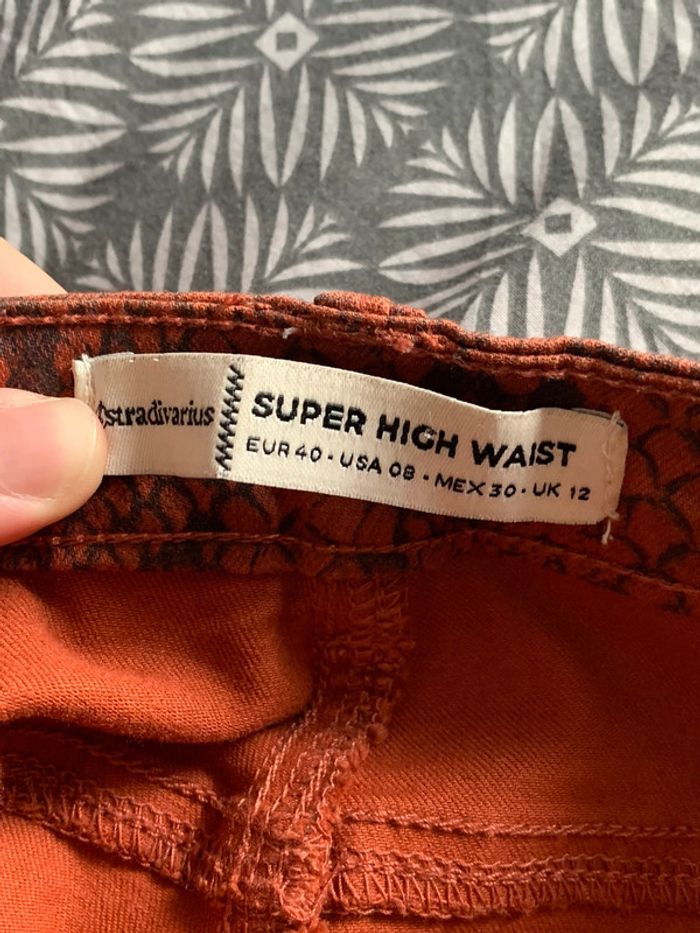 stradivarius
SUPER HIGH WAIST
EUR 40 · USA 08 · MEX 30 · UK 12